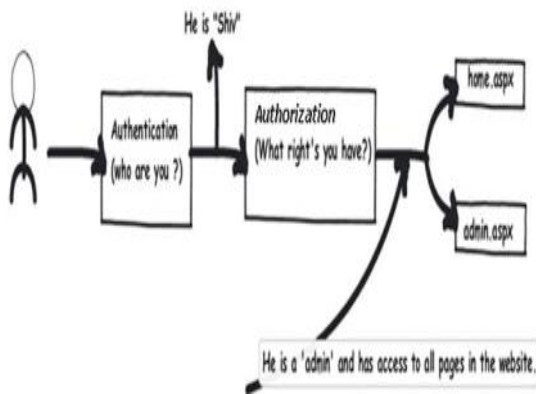 He is "Shiv"
Authentication
(who are you ?)
Authorization
(What right's you have?)
home.aspx
admin.aspx
He is a 'admin' and has access to all pages in the website.